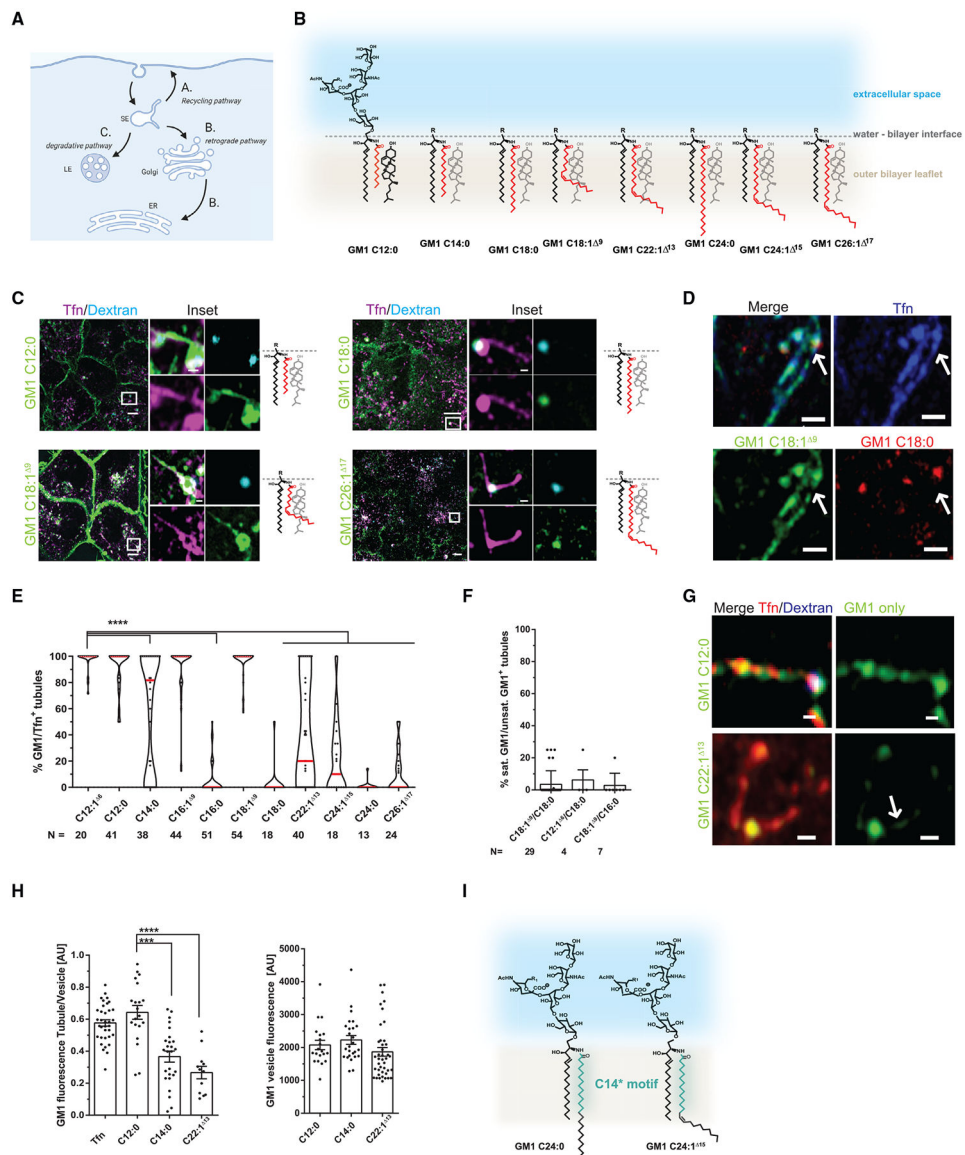 A
A.
Recycling pathway
SE
B.
retrograde pathway
C.
degradative pathway
LE
Golgi
B.
ER
B
extracellular space
water - bilayer interface
outer bilayer leaflet
GM1 C12:0
GM1 C14:0
GM1 C18:0
GM1 C18:1Δ9
GM1 C22:1Δ13
GM1 C24:0
GM1 C24:1Δ15
GM1 C26:1Δ17
C
Tfn/Dextran Inset
GM1 C12:0
GM1 C18:1Δ9
Tfn/Dextran Inset
GM1 C18:0
GM1 C26:1Δ17
D
Merge Tfn
GM1 C18:1Δ9 GM1 C18:0
E
****
% GM1/Tfn+ tubules
100
80
60
40
20
0
C12:1Δ6 C12:0 C14:0 C16:1Δ9 C16:0 C18:1Δ9 C18:0 C22:1Δ13 C24:1Δ15 C24:0 C26:1Δ17
N = 20 41 38 44 51 54 18 40 18 13 24
F
% sat. GM1/unsat. GM1+ tubules
100
80
60
40
20
0
C18:1Δ9/C18:0 C12:1Δ6/C18:0 C18:1Δ9/C16:0
N= 29 4 7
G
Merge Tfn/Dextran GM1 only
GM1 C12:0
GM1 C22:1Δ13
H
****
***
GM1 fluorescence Tubule/Vesicle [AU]
1.0
0.8
0.6
0.4
0.2
0.0
Tfn C12:0 C14:0 C22:1Δ13
GM1 vesicle fluorescence [AU]
5000
4000
3000
2000
1000
0
C12:0 C14:0 C22:1Δ13
I
C14* motif
GM1 C24:0
GM1 C24:1Δ15